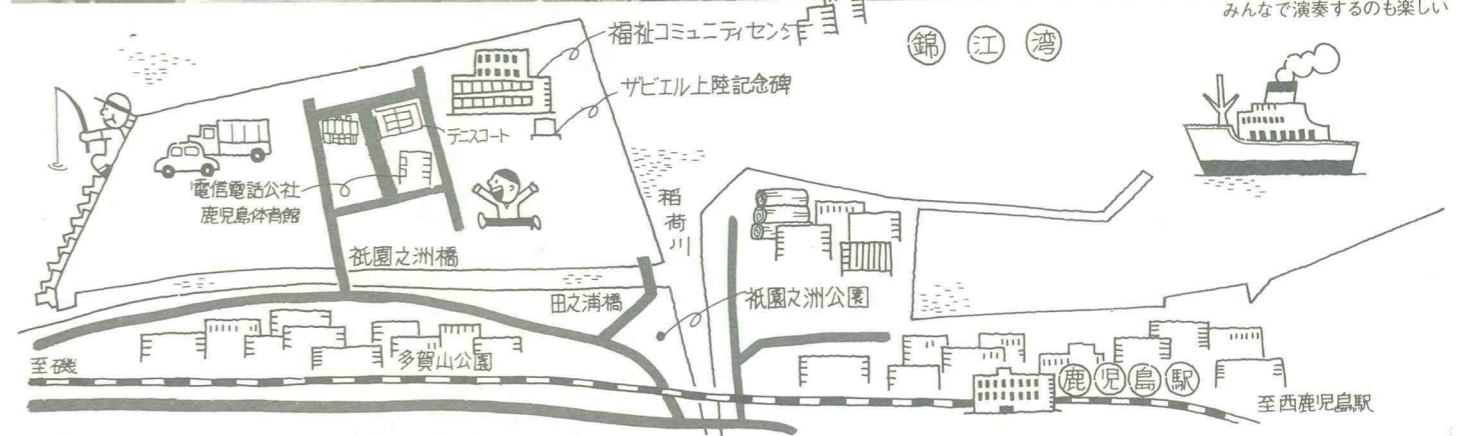 みんなで演奏するのも楽しい
福祉コミュニティセンター
錦江湾
ザビエル上陸記念碑
テニスコート
電信電話公社
鹿児島体育館
稲荷川
祇園之洲橋
田之浦橋
祇園之洲公園
多賀山公園
至磯
鹿児島駅
至西鹿児島駅